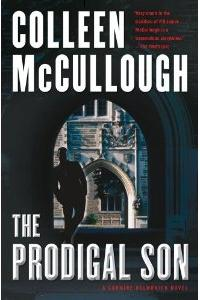 COLLEEN
McCULLOUGH
THE
PRODIGAL SON
A CARMINE DELMONICO NOVEL